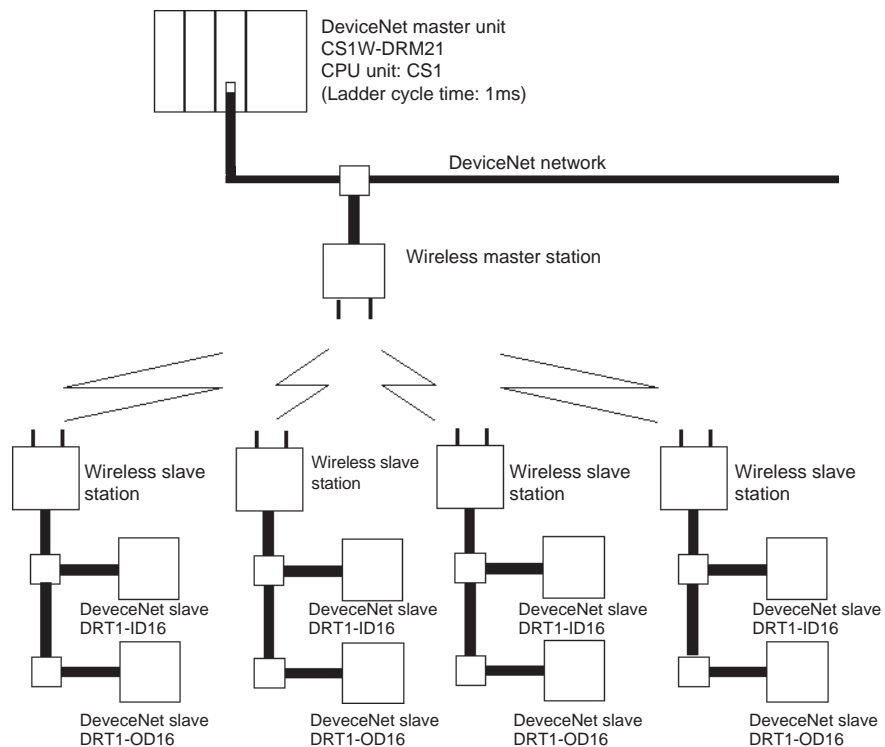 DeviceNet master unit
CS1W-DRM21
CPU unit: CS1
(Ladder cycle time: 1ms)
DeviceNet network
Wireless master station
Wireless slave
station
Wireless slave
station
Wireless slave
station
Wireless slave
station
DeveceNet slave
DRT1-ID16
DeveceNet slave
DRT1-ID16
DeveceNet slave
DRT1-ID16
DeveceNet slave
DRT1-ID16
DeveceNet slave
DRT1-OD16
DeveceNet slave
DRT1-OD16
DeveceNet slave
DRT1-OD16
DeveceNet slave
DRT1-OD16